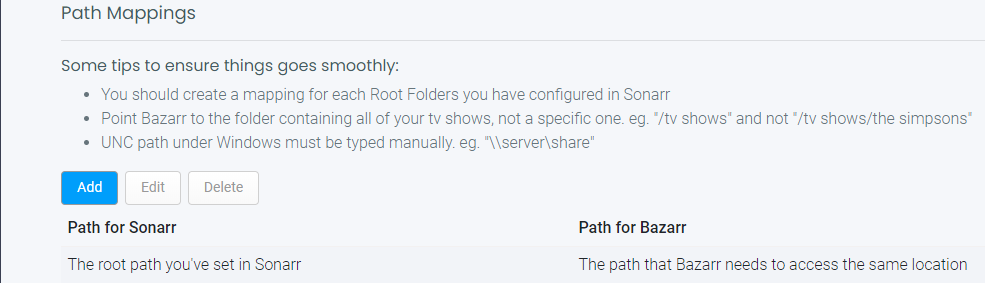 Path Mappings
Some tips to ensure things goes smoothly:
You should create a mapping for each Root Folders you have configured in Sonarr
Point Bazarr to the folder containing all of your tv shows, not a specific one. eg. "/tv shows" and not "/tv shows/the simpsons"
UNC path under Windows must be typed manually. eg. "\\server\share"
Add Edit Delete
Path for Sonarr Path for Bazarr
The root path you've set in Sonarr The path that Bazarr needs to access the same location